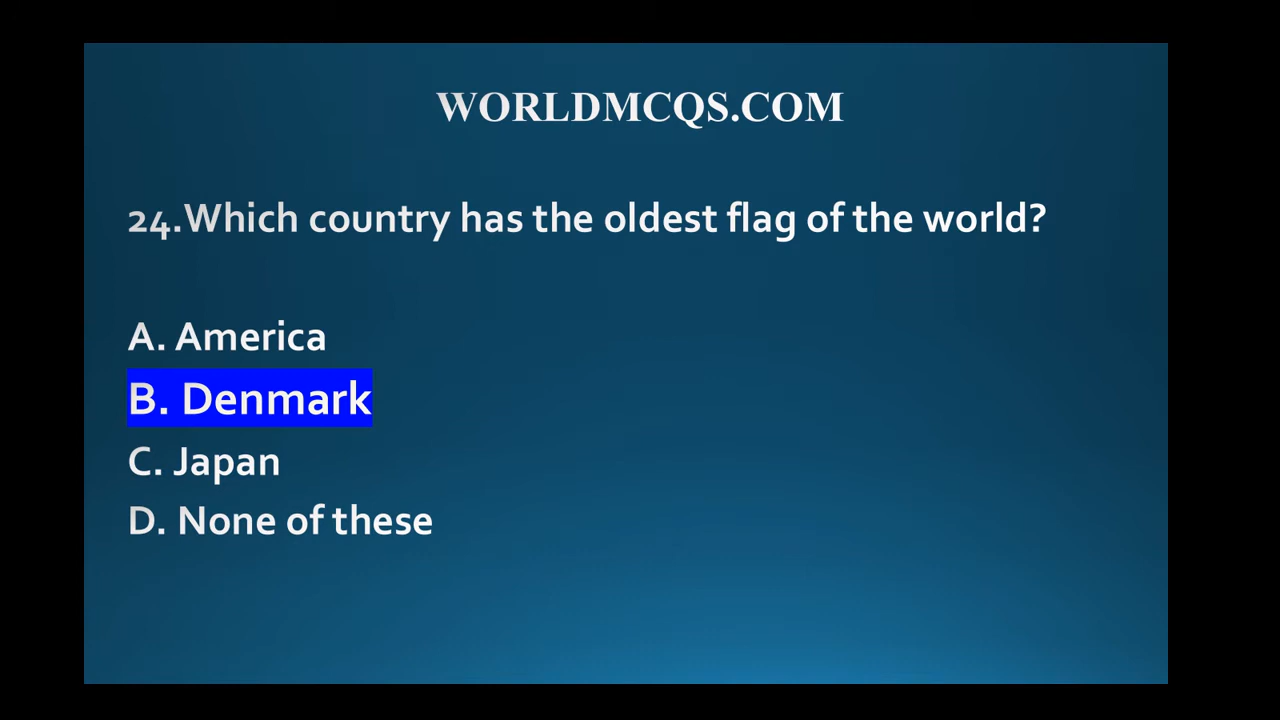 WORLDMCQS.COM
24.Which country has the oldest flag of the world?
A. America
B. Denmark
C. Japan
D. None of these